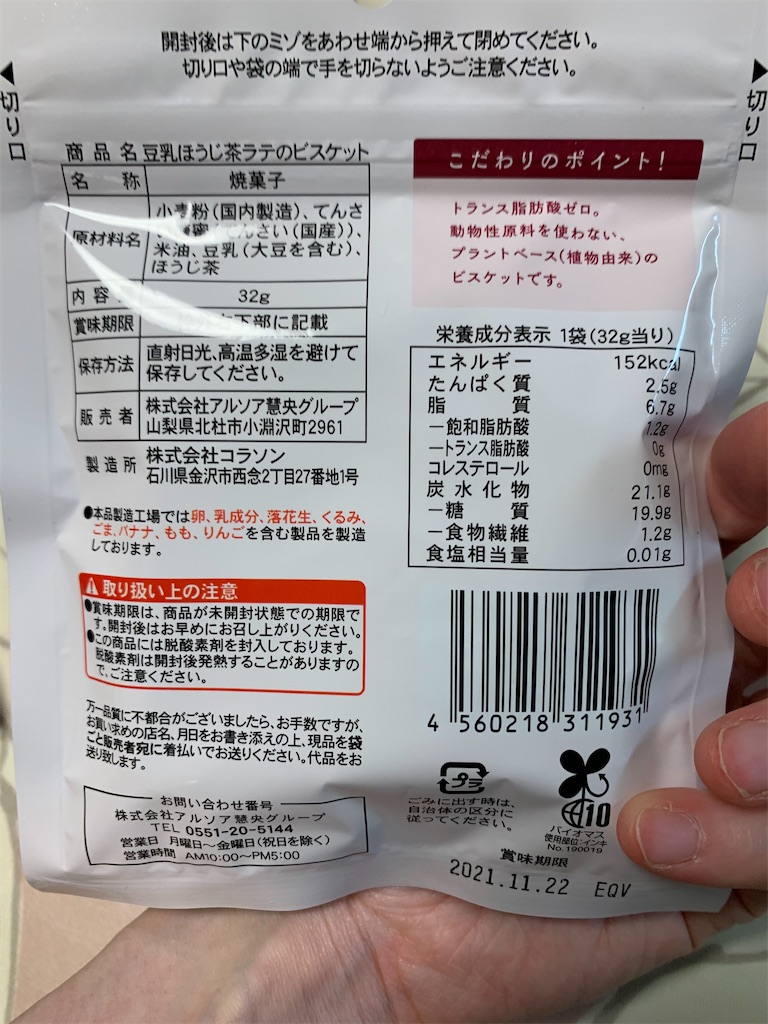 開封後は下のミゾをあわせ端から押えて閉めてください。
切り口や袋の端で手を切らないようご注意ください。
切り口
切り口
商品名 豆乳ほうじ茶ラテのビスケット
名称 焼菓子
原材料名 小麦粉(国内製造)、てんさ
い 蜜(てんさい(国産))、
米油、豆乳(大豆を含む)、
ほうじ茶
内容 32g
賞味期限 下部に記載
保存方法 直射日光、高温多湿を避けて
保存してください。
販売者 株式会社アルソア慧央グループ
山梨県北杜市小淵沢町2961
製造所 株式会社コラソン
石川県金沢市西念2丁目27番地1号
●本品製造工場では卵、乳成分、落花生、くるみ、
ごま、バナナ、もも、りんごを含む製品を製造
しております。
取り扱い上の注意
●賞味期限は、商品が未開封状態での期限で
す。開封後はお早めにお召し上がりください。
●この商品には脱酸素剤を封入しております。
脱酸素剤は開封後発熱することがありますの
で、ご注意ください。
万一品質に不都合がございましたら、お手数ですが、
お買い求めの店名、月日をお書き添えの上、現品を袋
ごと販売者宛に着払いでお送りください。代品をお
送り致します。
お問い合わせ番号
株式会社アルソア慧央グループ
TEL 0551-20-5144
営業日 月曜日〜金曜日(祝日を除く)
営業時間 AM10:00〜PM5:00
こだわりのポイント!
トランス脂肪酸ゼロ。
動物性原料を使わない、
プラントベース(植物由来)の
ビスケットです。
栄養成分表示 1袋(32g当り)
エネルギー 152kcal
たんぱく質 2.5g
脂質 6.7g
―飽和脂肪酸 1.2g
―トランス脂肪酸 0g
コレステロール 0mg
炭水化物 21.1g
―糖質 19.9g
―食物繊維 1.2g
食塩相当量 0.01g
4 560218 311931
プラ
ごみに出す時は、
自治体の区分に
従ってください。
10
バイオマス
使用部位:インキ
No.190019
賞味期限
2021.11.22 EQV